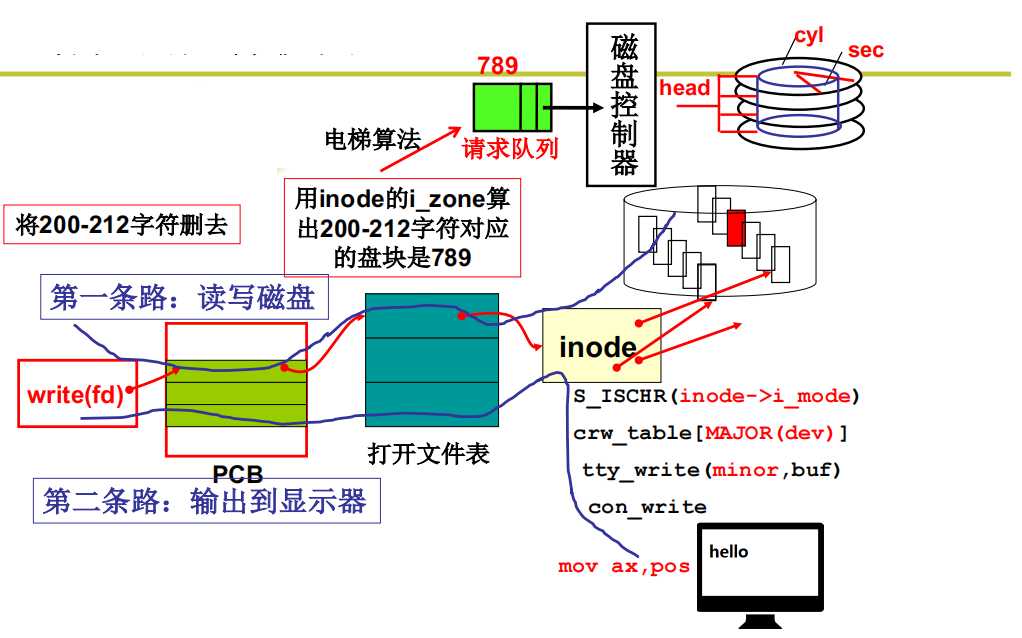 cyl
sec
789
head
磁
盘
控
制
器
电梯算法
请求队列
用inode的i_zone算
出200-212字符对应
的盘块是789
将200-212字符删去
第一条路：读写磁盘
inode
write(fd)
S_ISCHR(inode->i_mode)
crw_table[MAJOR(dev)]
打开文件表
tty_write(minor,buf)
PCB
第二条路：输出到显示器
con_write
hello
mov ax,pos